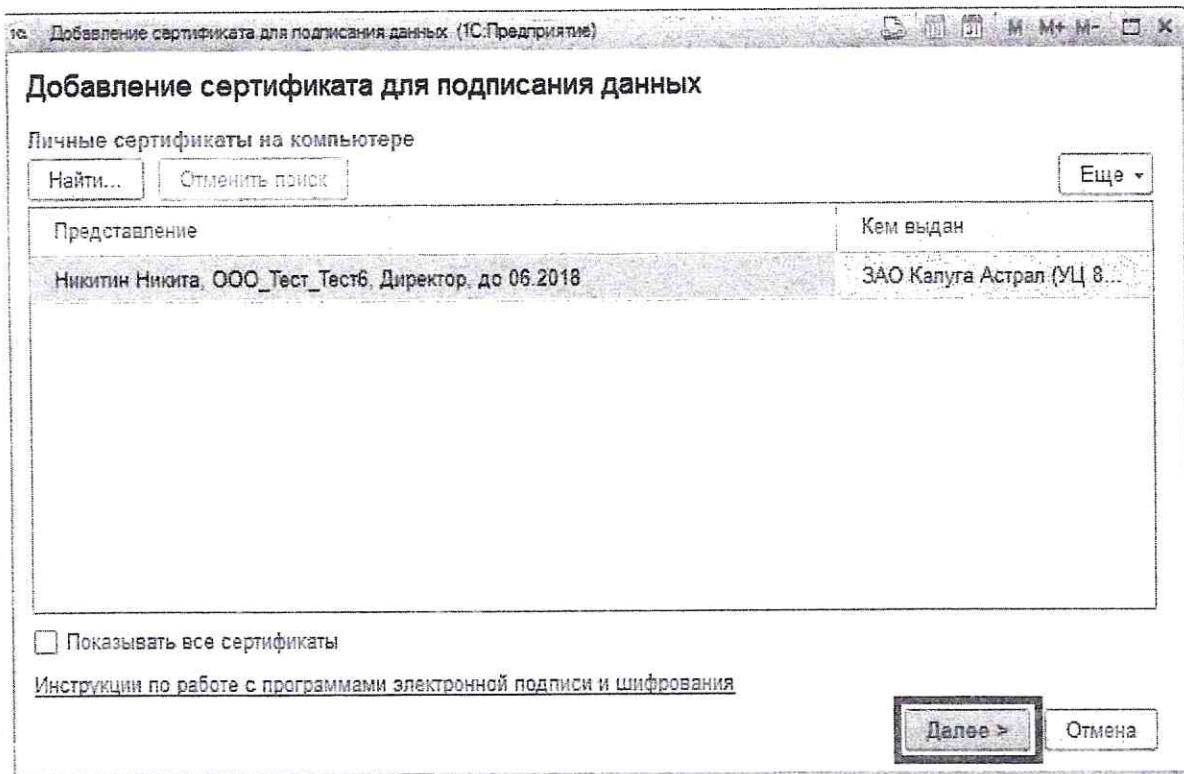 1С Добавление сертификата для подписания данных (1С:Предприятие) 31 M M+ M-
Добавление сертификата для подписания данных
Личные сертификаты на компьютере
Найти... Отменить поиск Еще
Представление Кем выдан
Никитин Никита, ООО_Тест_Тест6, Директор, до 06.2018 ЗАО Калуга Астрал (УЦ 8...
Показывать все сертификаты
Инструкции по работе с программами электронной подписи и шифрования
Далее > Отмена